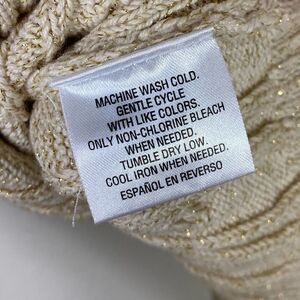 MACHINE WASH COLD.
GENTLE CYCLE
WITH LIKE COLORS.
ONLY NON-CHLORINE BLEACH
WHEN NEEDED.
TUMBLE DRY LOW.
COOL IRON WHEN NEEDED.
ESPAÑOL EN REVERSO